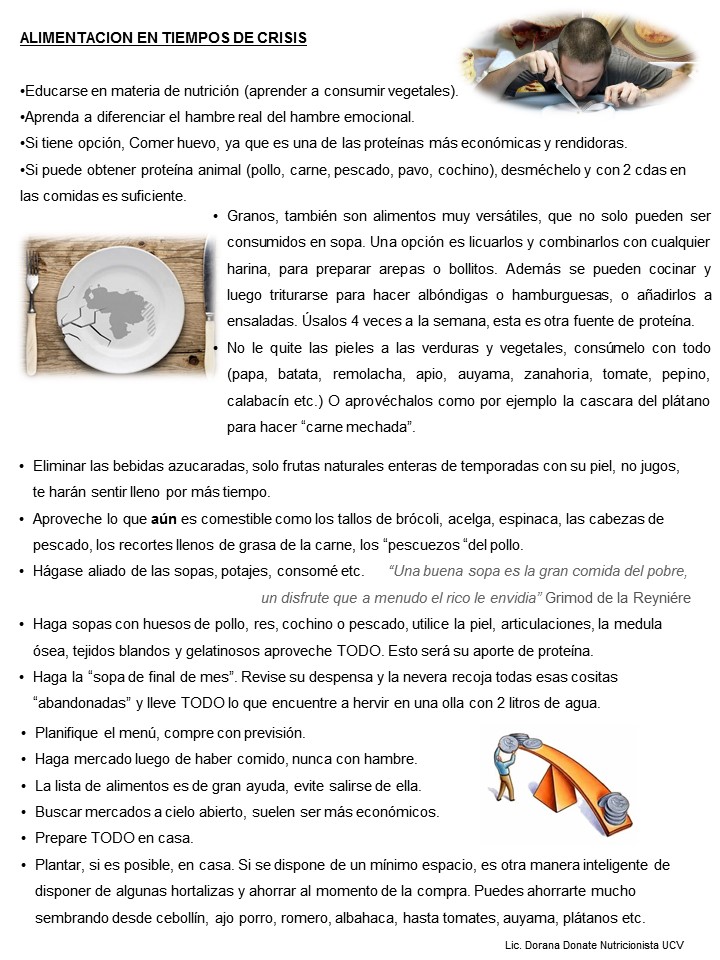 ALIMENTACION EN TIEMPOS DE CRISIS
•Educarse en materia de nutrición (aprender a consumir vegetales).
•Aprenda a diferenciar el hambre real del hambre emocional.
•Si tiene opción, Comer huevo, ya que es una de las proteínas más económicas y rendidoras.
•Si puede obtener proteína animal (pollo, carne, pescado, pavo, cochino), desméchelo y con 2 cdas en
las comidas es suficiente.
• Granos, también son alimentos muy versátiles, que no solo pueden ser
consumidos en sopa. Una opción es licuarlos y combinarlos con cualquier
harina, para preparar arepas o bollitos. Además se pueden cocinar y
luego triturarse para hacer albóndigas o hamburguesas, o añadirlos a
ensaladas. Úsalos 4 veces a la semana, esta es otra fuente de proteína.
• No le quite las pieles a las verduras y vegetales, consúmelo con todo
(papa, batata, remolacha, apio, auyama, zanahoria, tomate, pepino,
calabacín etc.) O aprovéchalos como por ejemplo la cascara del plátano
para hacer “carne mechada”.
• Eliminar las bebidas azucaradas, solo frutas naturales enteras de temporadas con su piel, no jugos,
te harán sentir lleno por más tiempo.
• Aproveche lo que aún es comestible como los tallos de brócoli, acelga, espinaca, las cabezas de
pescado, los recortes llenos de grasa de la carne, los “pescuezos “del pollo.
• Hágase aliado de las sopas, potajes, consomé etc. “Una buena sopa es la gran comida del pobre,
un disfrute que a menudo el rico le envidia” Grimod de la Reyniére
• Haga sopas con huesos de pollo, res, cochino o pescado, utilice la piel, articulaciones, la medula
ósea, tejidos blandos y gelatinosos aproveche TODO. Esto será su aporte de proteína.
• Haga la “sopa de final de mes”. Revise su despensa y la nevera recoja todas esas cositas
“abandonadas” y lleve TODO lo que encuentre a hervir en una olla con 2 litros de agua.
• Planifique el menú, compre con previsión.
• Haga mercado luego de haber comido, nunca con hambre.
• La lista de alimentos es de gran ayuda, evite salirse de ella.
• Buscar mercados a cielo abierto, suelen ser más económicos.
• Prepare TODO en casa.
• Plantar, si es posible, en casa. Si se dispone de un mínimo espacio, es otra manera inteligente de
disponer de algunas hortalizas y ahorrar al momento de la compra. Puedes ahorrarte mucho
sembrando desde cebollín, ajo porro, romero, albahaca, hasta tomates, auyama, plátanos etc.
Lic. Dorana Donate Nutricionista UCV